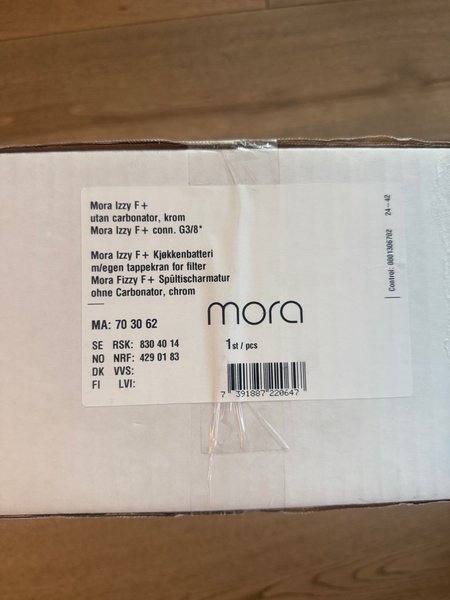 Mora Izzy F+
utan carbonator, krom
Mora Izzy F+ conn. G3/8"
Mora Izzy F+ Kjøkkenbatteri
m/egen tappekran for filter
Mora Fizzy F+ Spültischarmatur
ohne Carbonator, chrom
mora
MA: 70 30 62
1st / pcs
SE RSK: 830 40 14
NO NRF: 429 01 83
DK VVS:
FI LVI:
7 391887 220647
Control: 0001306702 24-42